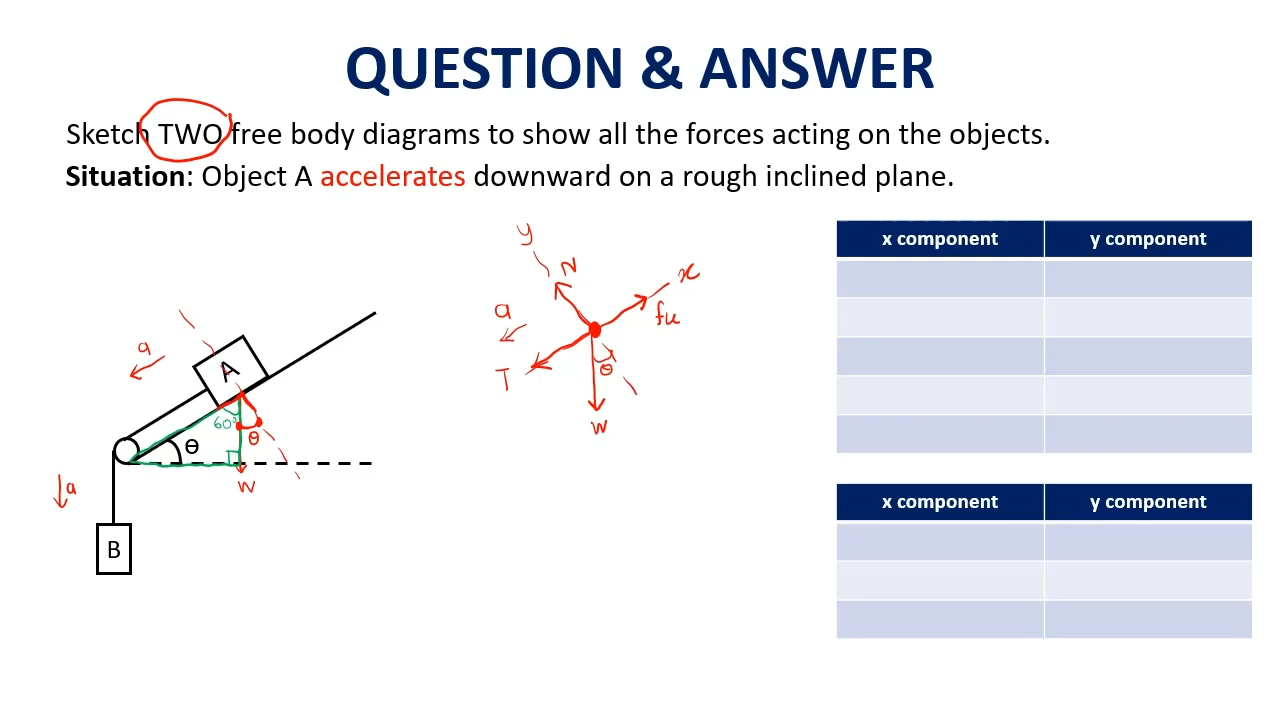 QUESTION & ANSWER
Sketch TWO free body diagrams to show all the forces acting on the objects.
Situation: Object A accelerates downward on a rough inclined plane.
x component y component
y
N
x
a
fk
θ
T
W
a
A
60°
θ
θ
W
a
B
x component y component